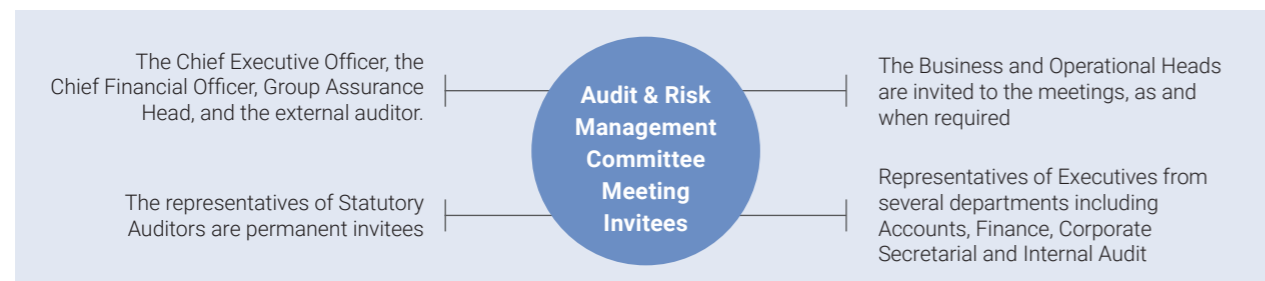 The Chief Executive Officer, the
Chief Financial Officer, Group Assurance
Head, and the external auditor.
The representatives of Statutory
Auditors are permanent invitees
Audit & Risk
Management
Committee
Meeting
Invitees
The Business and Operational Heads
are invited to the meetings, as and
when required
Representatives of Executives from
several departments including
Accounts, Finance, Corporate
Secretarial and Internal Audit